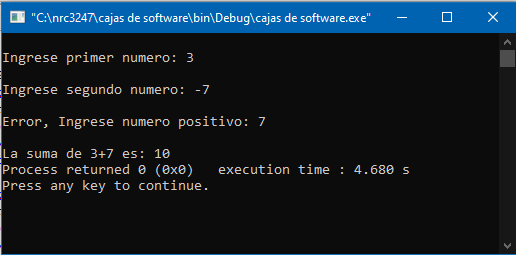 "C:\nrc3247\cajas de software\bin\Debug\cajas de software.exe"
Ingrese primer numero: 3
Ingrese segundo numero: -7
Error, Ingrese numero positivo: 7
La suma de 3+7 es: 10
Process returned 0 (0x0)   execution time : 4.680 s
Press any key to continue.